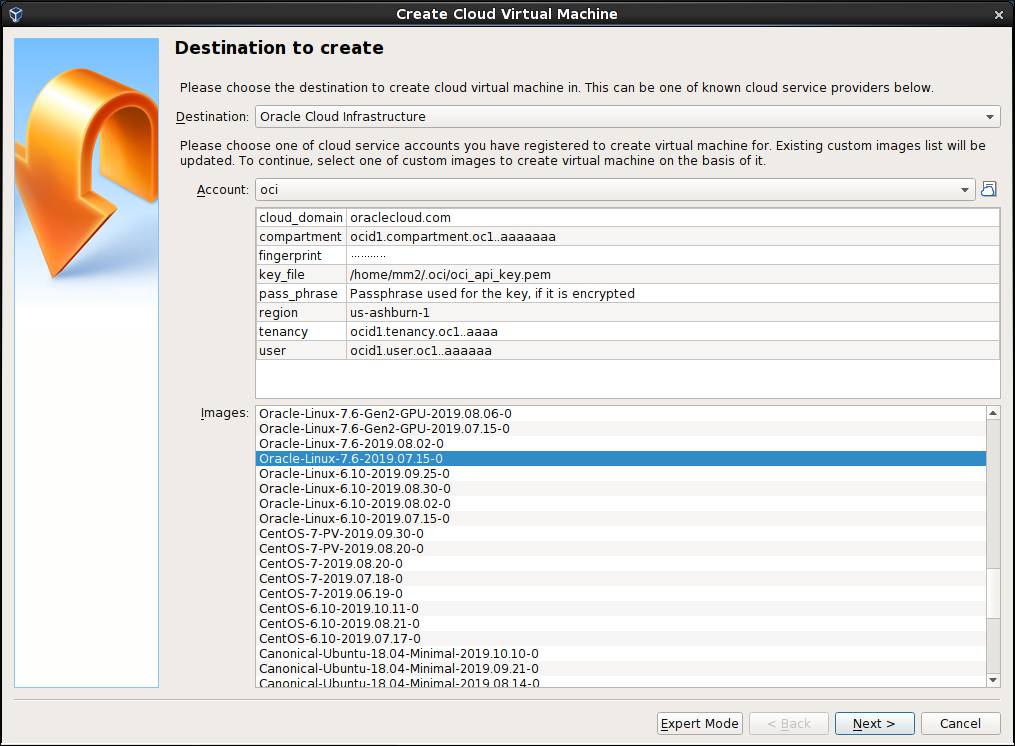 Create Cloud Virtual Machine
Destination to create
Please choose the destination to create cloud virtual machine in. This can be one of known cloud service providers below.
Destination: Oracle Cloud Infrastructure
Please choose one of cloud service accounts you have registered to create virtual machine for. Existing custom images list will be
updated. To continue, select one of custom images to create virtual machine on the basis of it.
Account: oci
cloud_domain oraclecloud.com
compartment ocid1.compartment.oc1..aaaaaaa
fingerprint ...........
key_file /home/mm2/.oci/oci_api_key.pem
pass_phrase Passphrase used for the key, if it is encrypted
region us-ashburn-1
tenancy ocid1.tenancy.oc1..aaaa
user ocid1.user.oc1..aaaaaa
Images: Oracle-Linux-7.6-Gen2-GPU-2019.08.06-0
Oracle-Linux-7.6-Gen2-GPU-2019.07.15-0
Oracle-Linux-7.6-2019.08.02-0
Oracle-Linux-7.6-2019.07.15-0
Oracle-Linux-6.10-2019.09.25-0
Oracle-Linux-6.10-2019.08.30-0
Oracle-Linux-6.10-2019.08.02-0
Oracle-Linux-6.10-2019.07.15-0
CentOS-7-PV-2019.09.30-0
CentOS-7-PV-2019.08.20-0
CentOS-7-2019.08.20-0
CentOS-7-2019.07.18-0
CentOS-7-2019.06.19-0
CentOS-6.10-2019.10.11-0
CentOS-6.10-2019.08.21-0
CentOS-6.10-2019.07.17-0
Canonical-Ubuntu-18.04-Minimal-2019.10.10-0
Canonical-Ubuntu-18.04-Minimal-2019.09.21-0
Canonical-Ubuntu-18.04-Minimal-2019.08.14-0
Expert Mode < Back Next > Cancel